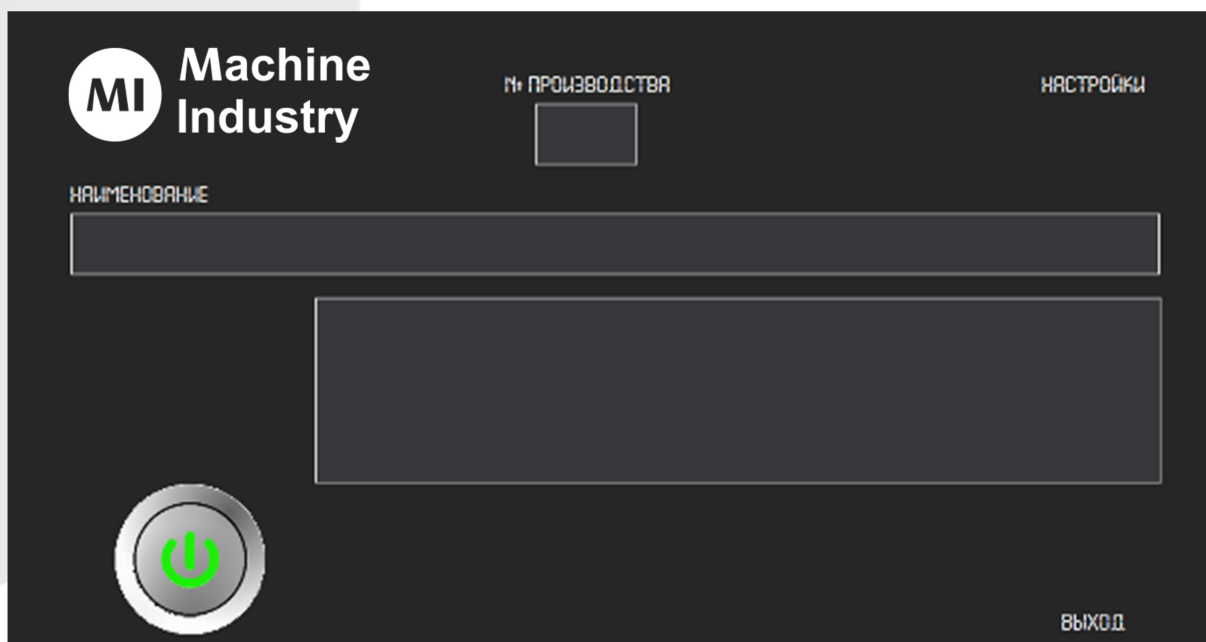 MI
Machine
Industry
№ ПРОИЗВОДСТВА
НАСТРОЙКИ
НАИМЕНОВАНИЕ
ВЫХОД